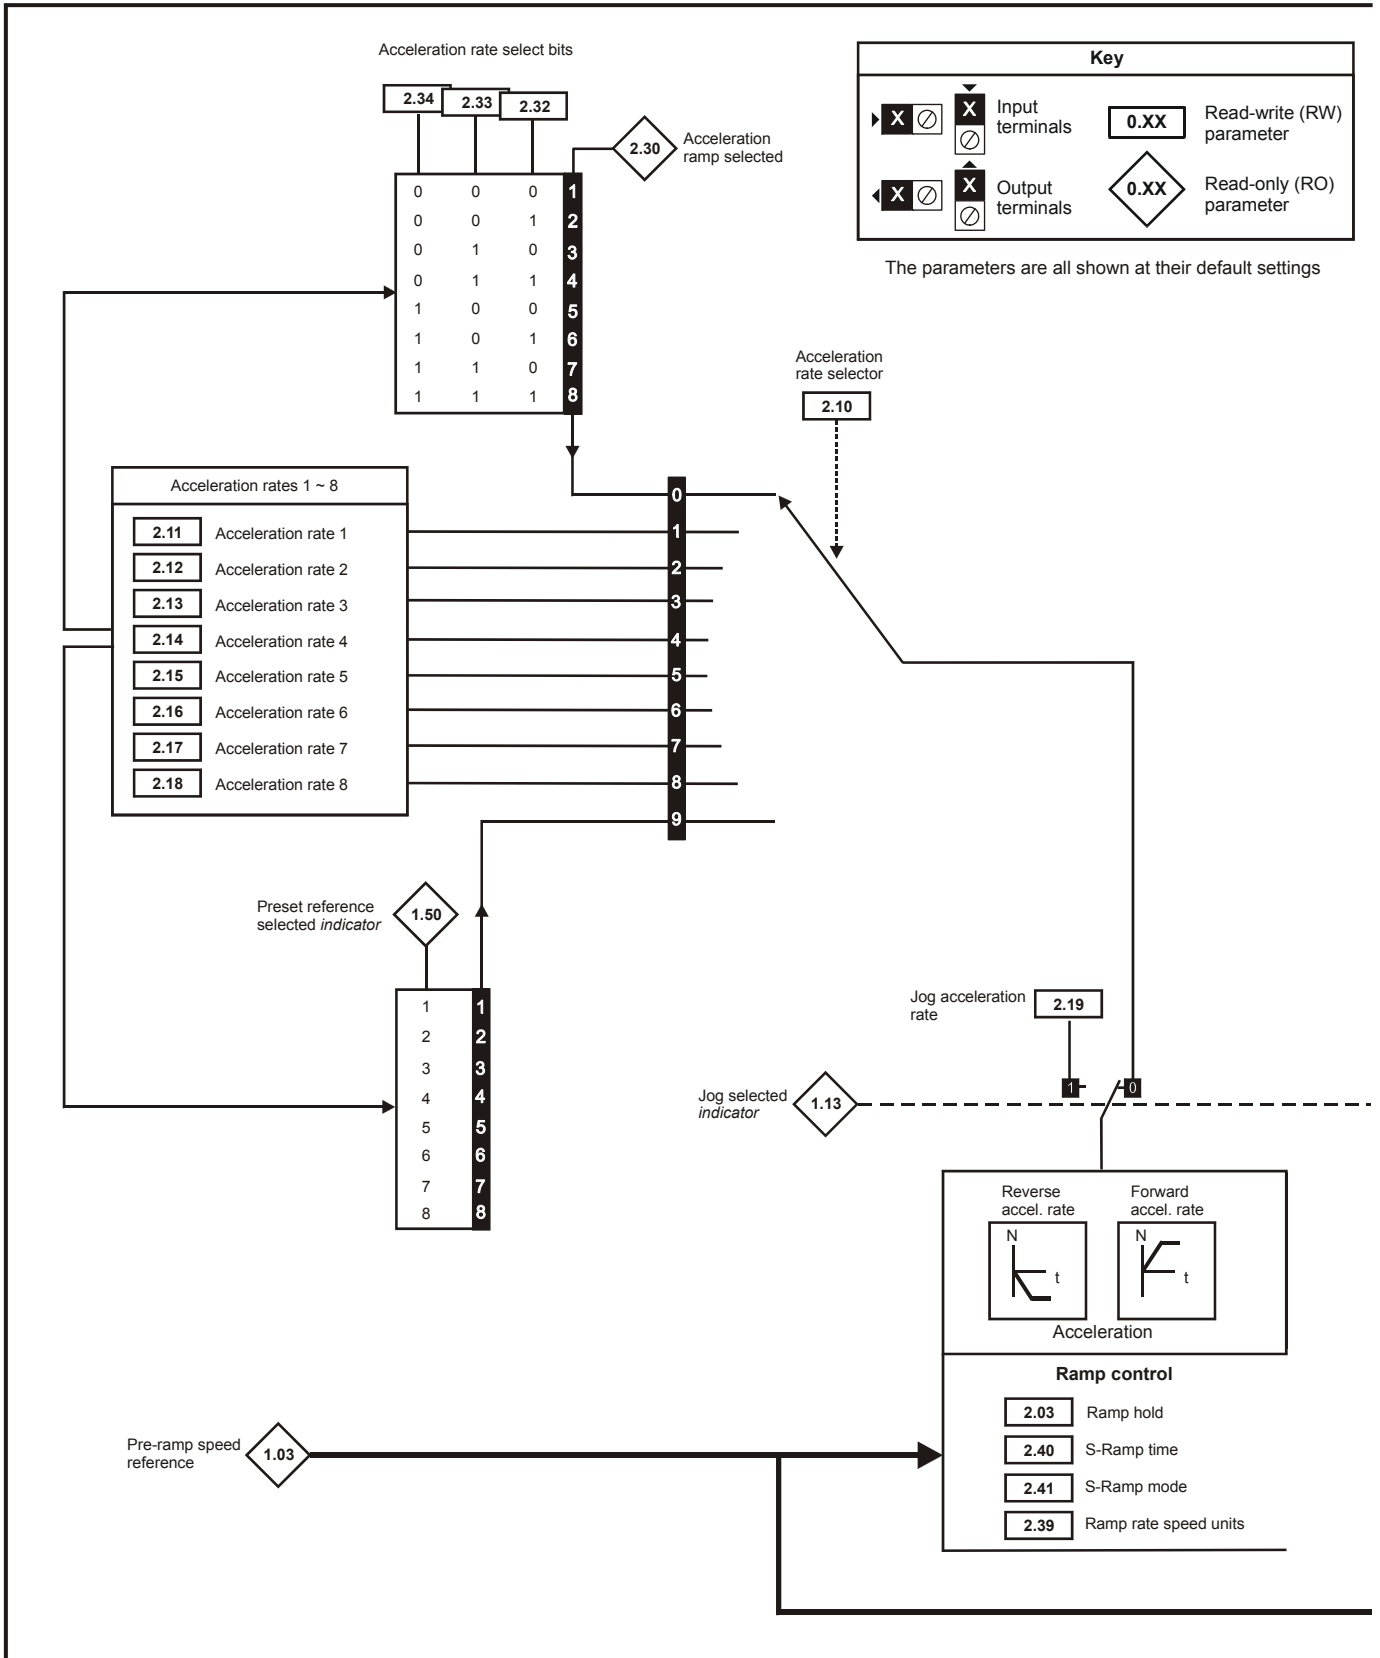 Acceleration rate select bits
2.34 2.33 2.32
2.30
Acceleration
ramp selected
0 0 0 1
0 0 1 2
0 1 0 3
0 1 1 4
1 0 0 5
1 0 1 6
1 1 0 7
1 1 1 8
Key
X
X
Input
terminals
0.XX
Read-write (RW)
parameter
X
X
Output
terminals
0.XX
Read-only (RO)
parameter
The parameters are all shown at their default settings
Acceleration
rate selector
2.10
Acceleration rates 1 ~ 8
2.11 Acceleration rate 1
2.12 Acceleration rate 2
2.13 Acceleration rate 3
2.14 Acceleration rate 4
2.15 Acceleration rate 5
2.16 Acceleration rate 6
2.17 Acceleration rate 7
2.18 Acceleration rate 8
0
1
2
3
4
5
6
7
8
9
Preset reference
selected indicator
1.50
1 1
2 2
3 3
4 4
5 5
6 6
7 7
8 8
Jog acceleration
rate
2.19
1 0
Jog selected
indicator
1.13
Reverse
accel. rate
N
t
Forward
accel. rate
N
t
Acceleration
Ramp control
2.03 Ramp hold
2.40 S-Ramp time
2.41 S-Ramp mode
2.39 Ramp rate speed units
Pre-ramp speed
reference
1.03